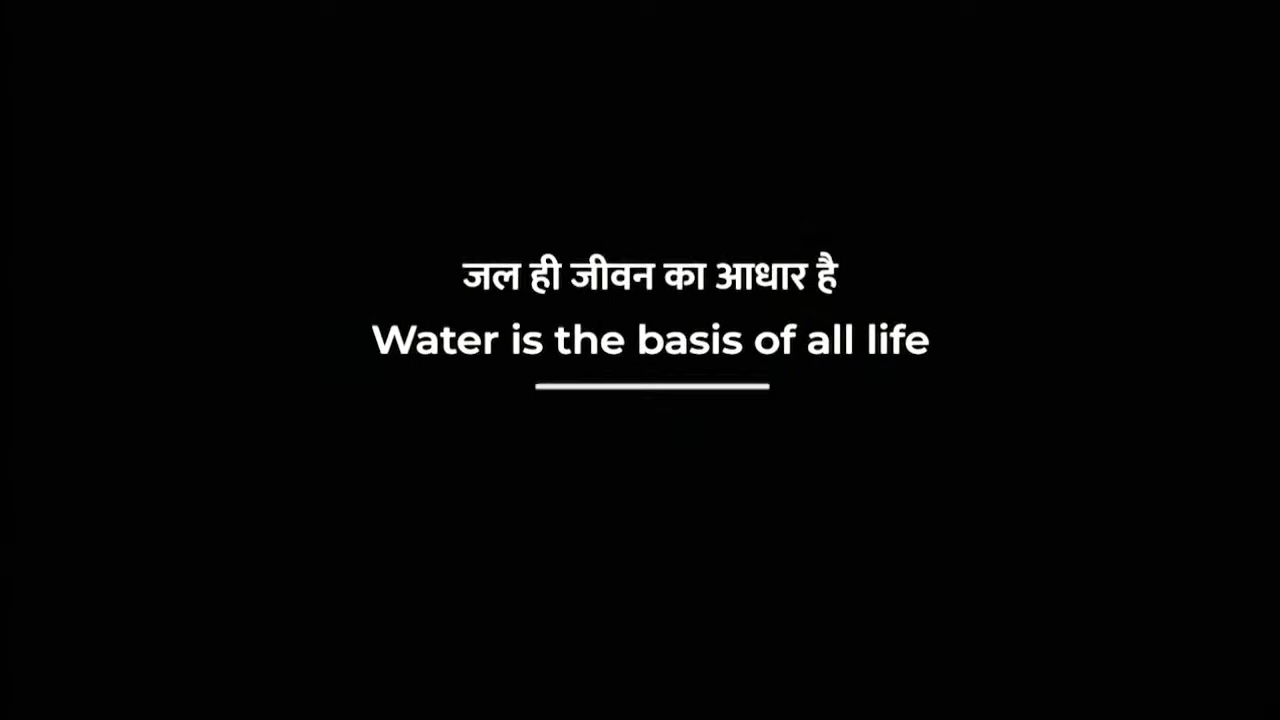 जल ही जीवन का आधार है
Water is the basis of all life